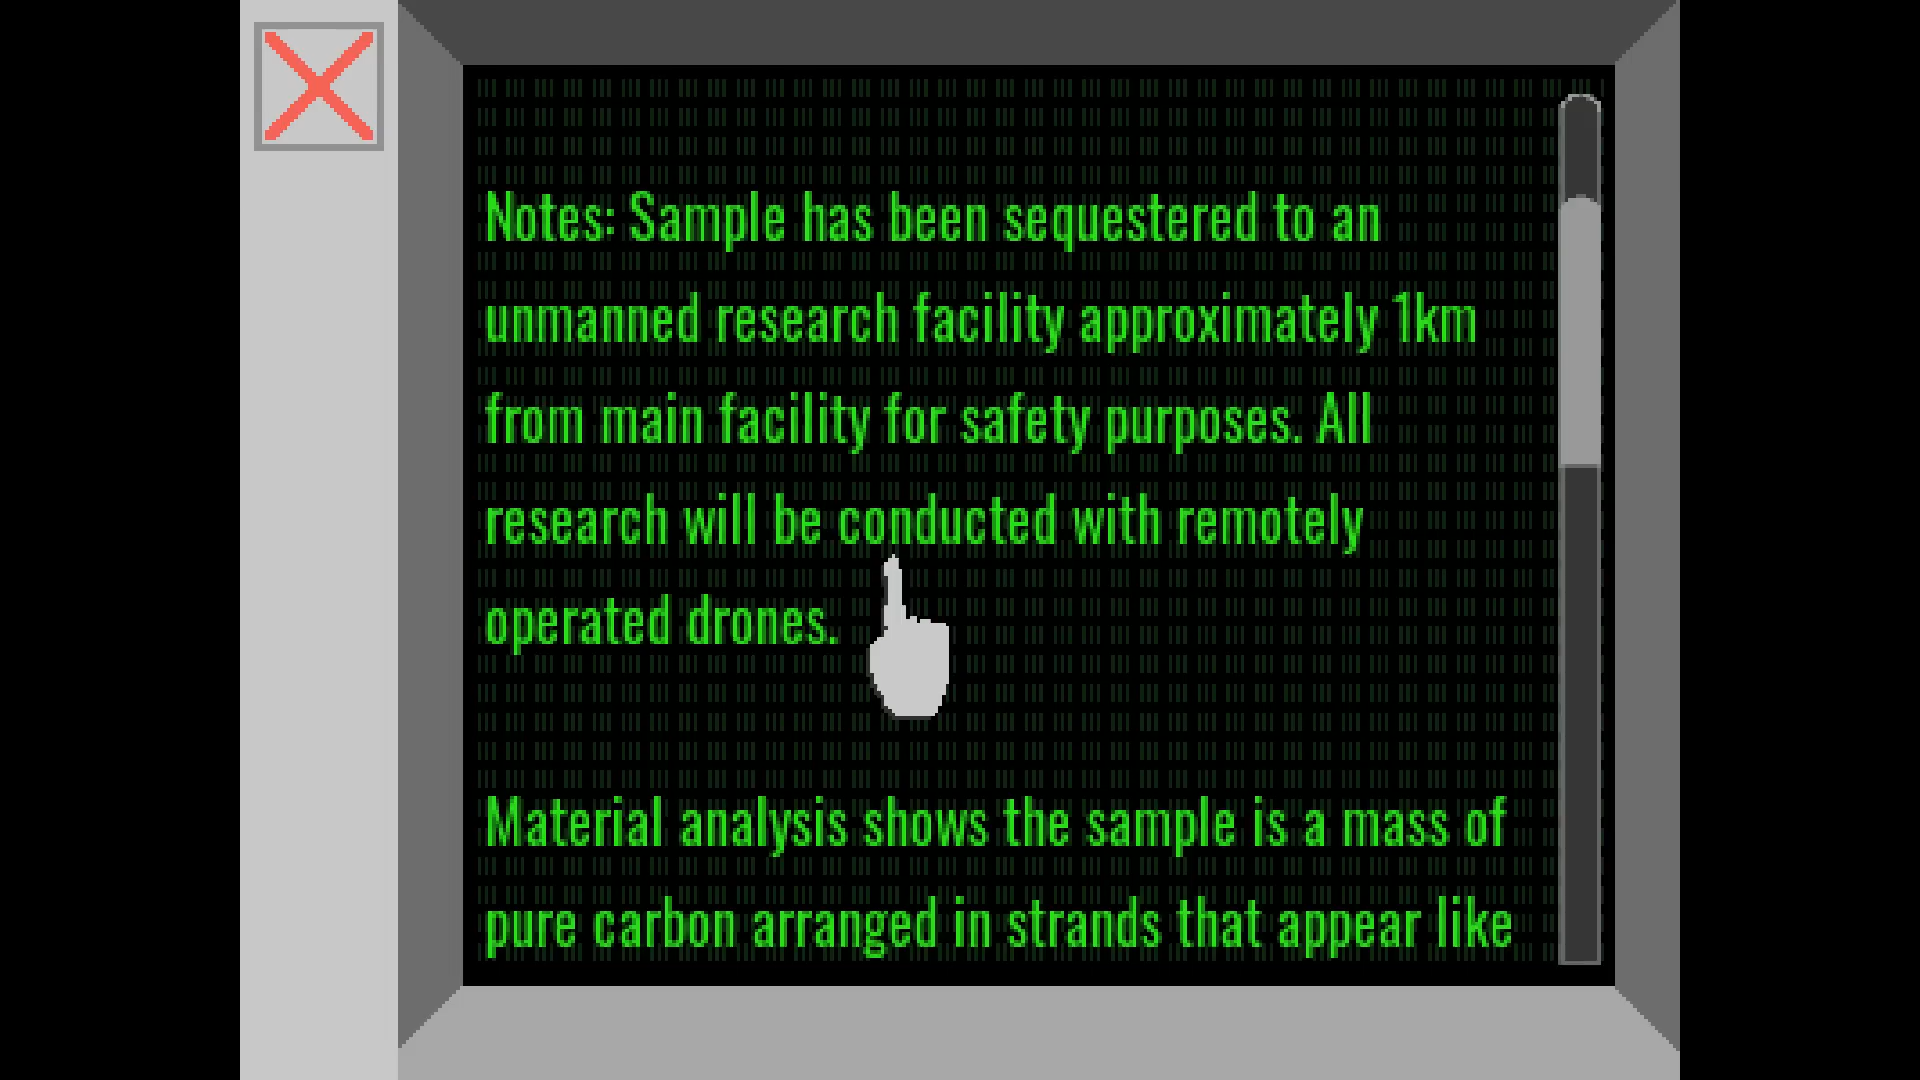 Notes: Sample has been sequestered to an
unmanned research facility approximately 1km
from main facility for safety purposes. All
research will be conducted with remotely
operated drones.
Material analysis shows the sample is a mass of
pure carbon arranged in strands that appear like